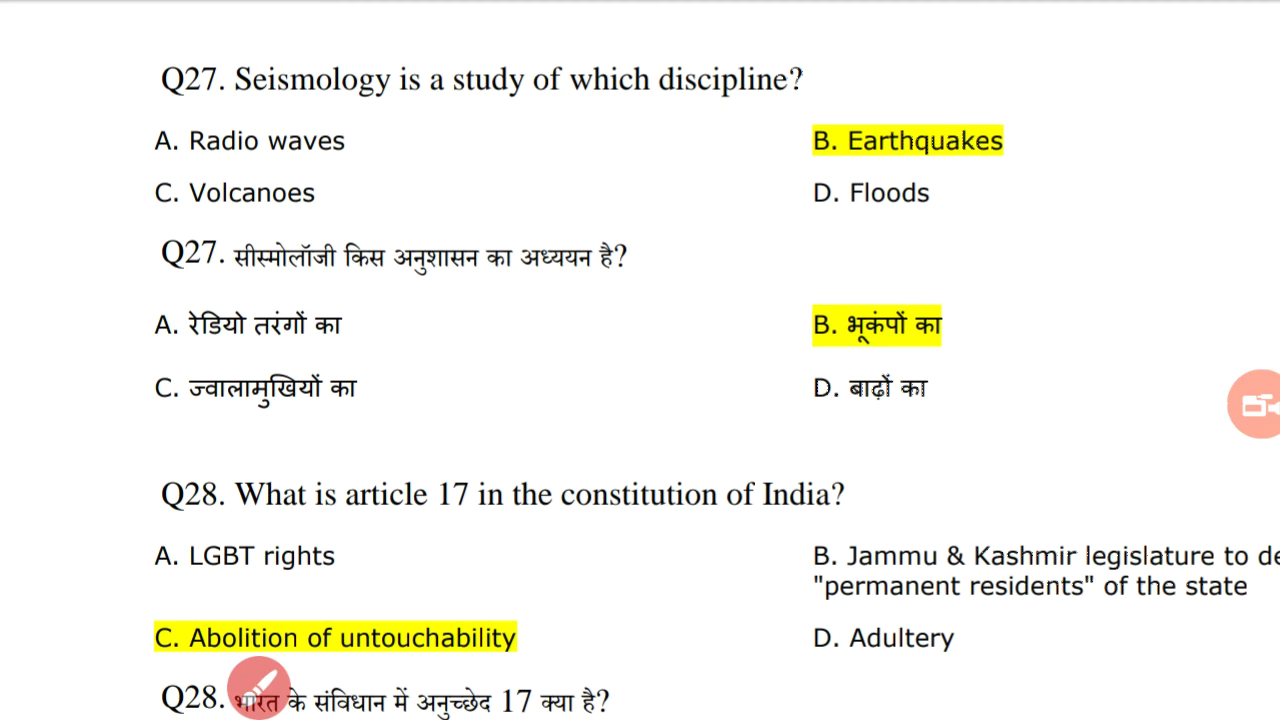 Q27. Seismology is a study of which discipline?
A. Radio waves B. Earthquakes
C. Volcanoes D. Floods
Q27. सीस्मोलॉजी किस अनुशासन का अध्ययन है?
A. रेडियो तरंगों का B. भूकंपों का
C. ज्वालामुखियों का D. बाढ़ों का
Q28. What is article 17 in the constitution of India?
A. LGBT rights B. Jammu & Kashmir legislature to
"permanent residents" of the state
C. Abolition of untouchability D. Adultery
Q28. भारत के संविधान में अनुच्छेद 17 क्या है?